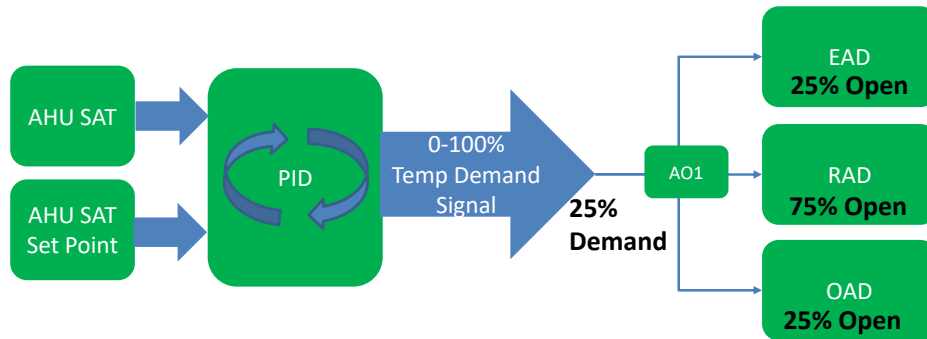 AHU SAT
AHU SAT
Set Point
PID
0-100%
Temp Demand
Signal
25%
Demand
AO1
EAD
25% Open
RAD
75% Open
OAD
25% Open